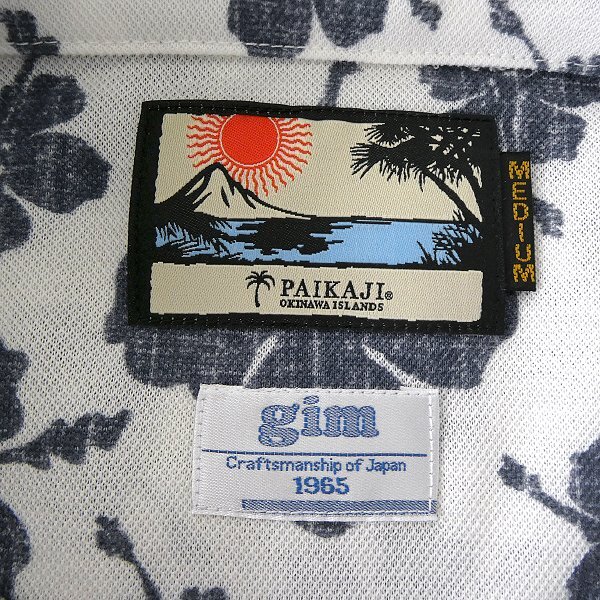 PAIKAJI®
OKINAWA ISLANDS
MEDIUM
gim
Craftsmanship of Japan
1965